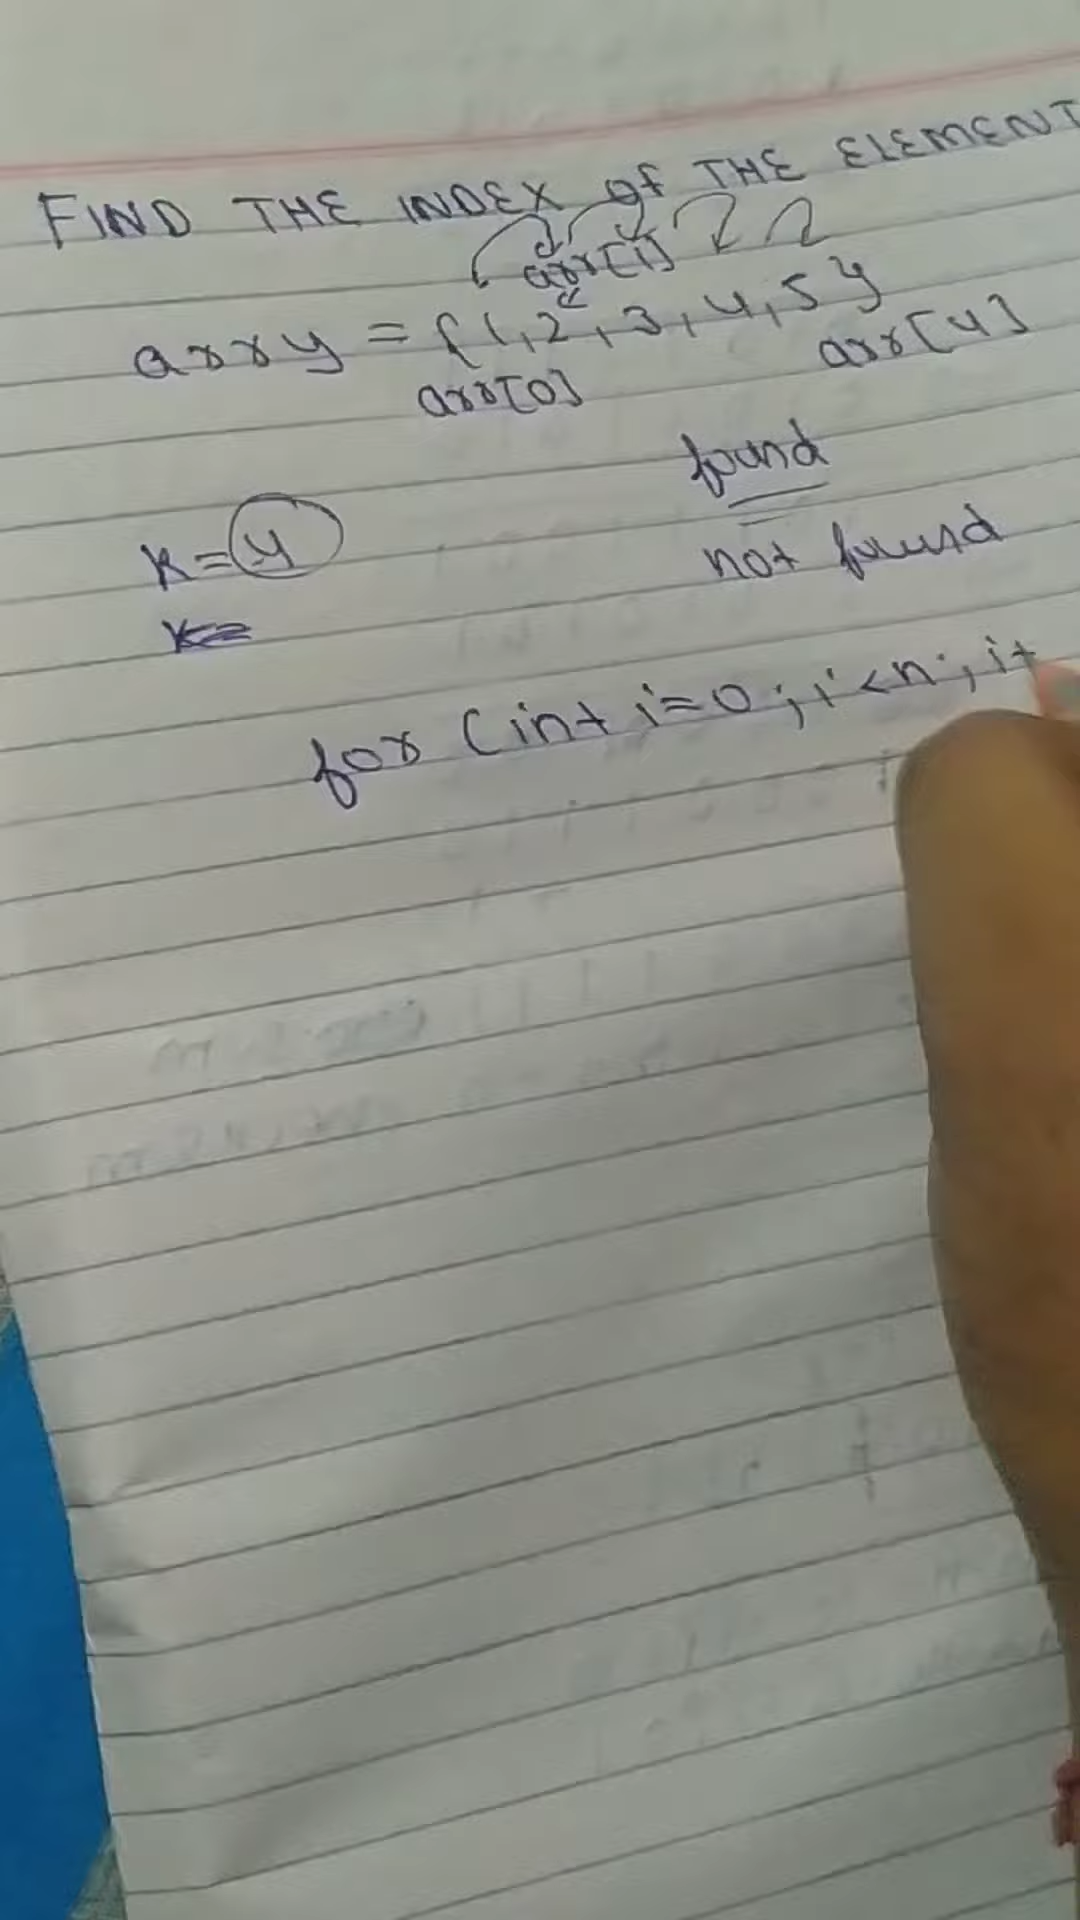 FIND THE INDEX of THE ELEMENT
arr[i]
arry = {1,2,3,4,5}
arr[0] arr[4]
found
K=4
not found
K=
for (int i=0; i<n; i+